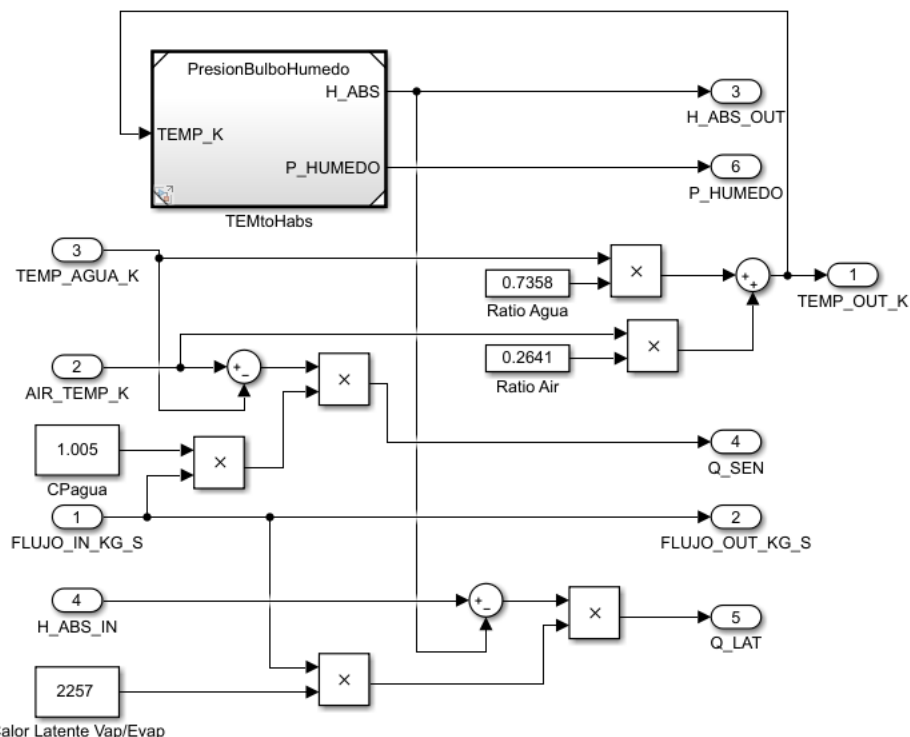 PresionBulboHumedo
H_ABS
TEMP_K
P_HUMEDO
TEMtoHabs
3
H_ABS_OUT
6
P_HUMEDO
3
TEMP_AGUA_K
×
0.7358
Ratio Agua
+
+
1
TEMP_OUT_K
×
0.2641
Ratio Air
2
AIR_TEMP_K
+
−
×
1.005
CPagua
×
4
Q_SEN
1
FLUJO_IN_KG_S
2
FLUJO_OUT_KG_S
4
H_ABS_IN
+
−
×
5
Q_LAT
2257
×
Calor Latente Vap/Evap